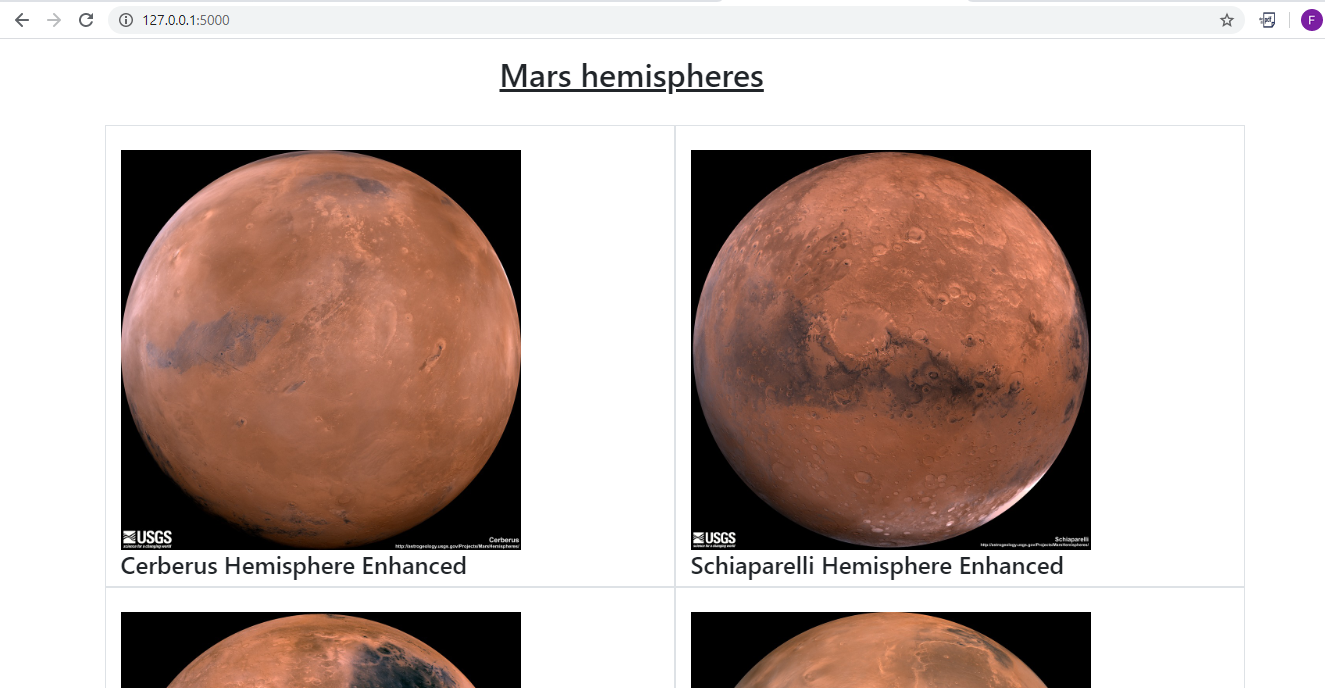 127.0.0.1:5000
F
Mars hemispheres
USGS
science for a changing world
Cerberus
http://astrogeology.usgs.gov/Projects/MarsHemispheres/
Cerberus Hemisphere Enhanced
USGS
science for a changing world
Schiaparelli
http://astrogeology.usgs.gov/Projects/MarsHemispheres/
Schiaparelli Hemisphere Enhanced